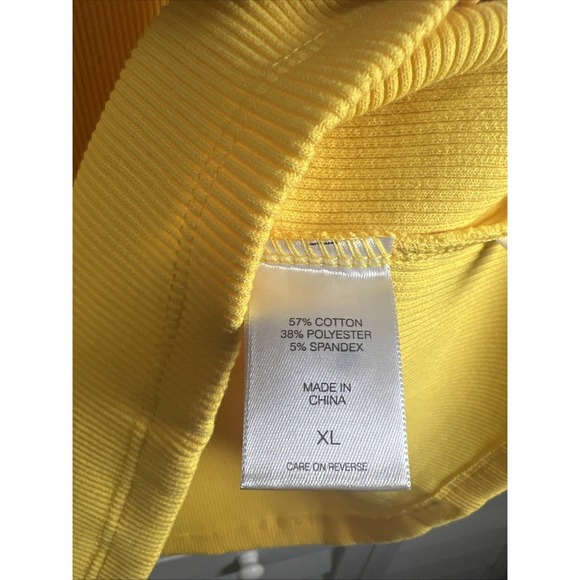 57% COTTON
38% POLYESTER
5% SPANDEX
MADE IN
CHINA
XL
CARE ON REVERSE